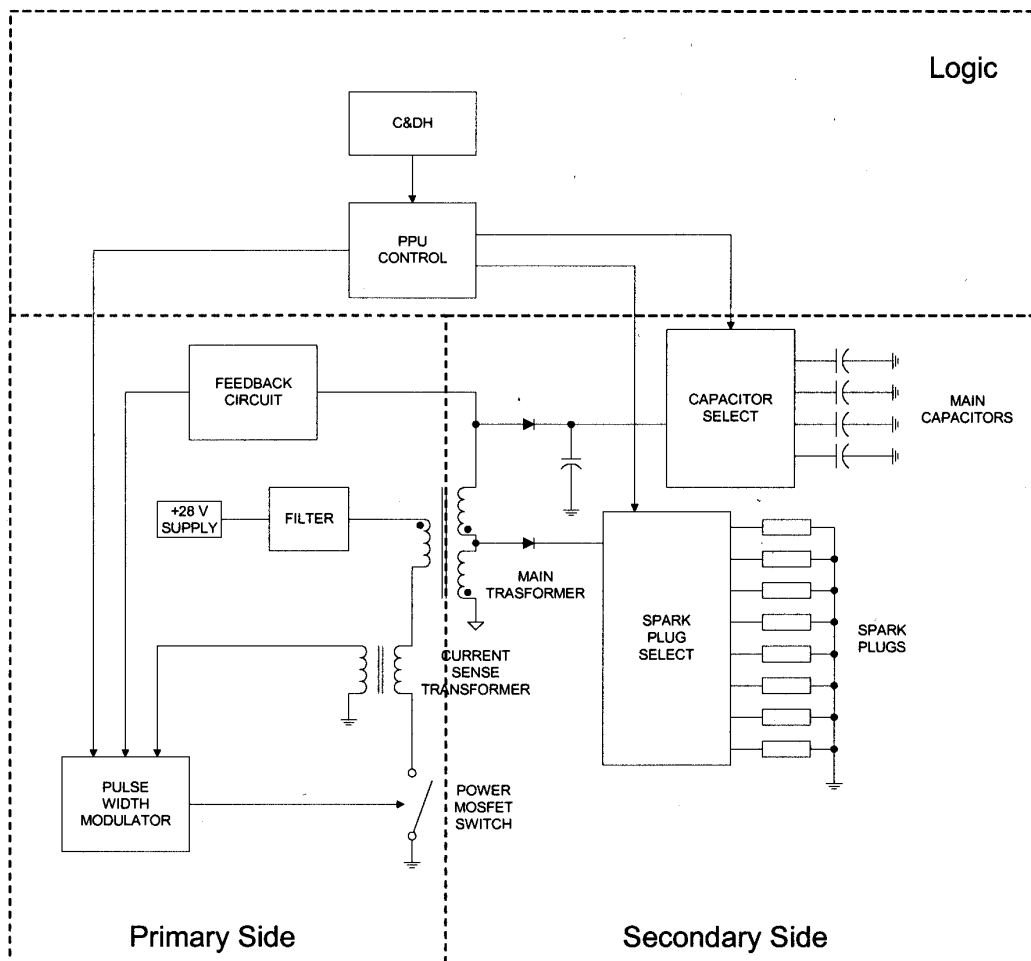 Logic
C&DH
PPU
CONTROL
FEEDBACK
CIRCUIT
CAPACITOR
SELECT
MAIN
CAPACITORS
+28 V
SUPPLY
FILTER
MAIN
TRASFORMER
SPARK
PLUG
SELECT
SPARK
PLUGS
CURRENT
SENSE
TRANSFORMER
PULSE
WIDTH
MODULATOR
POWER
MOSFET
SWITCH
Primary Side
Secondary Side